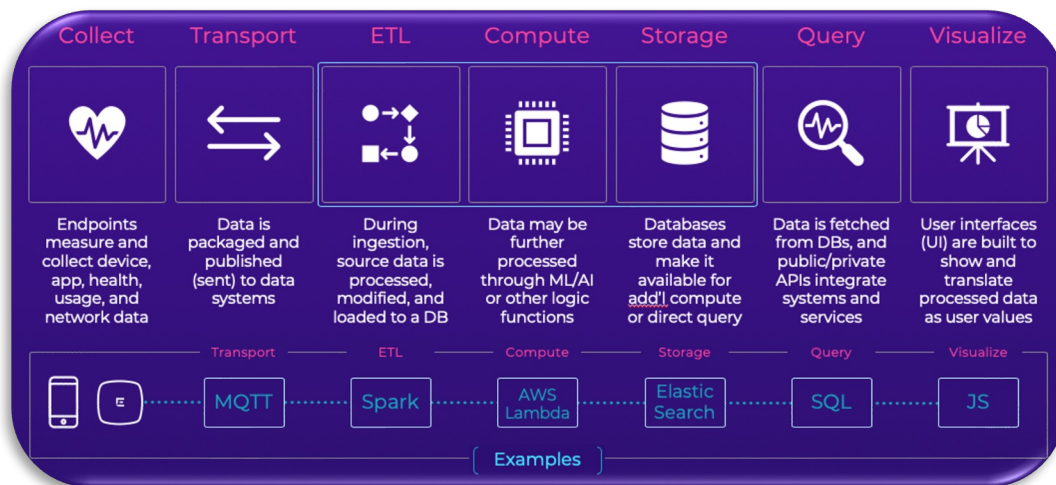 Collect
Transport
ETL
Compute
Storage
Query
Visualize
Endpoints
measure and
collect device,
app, health,
usage, and
network data
Data is
packaged and
published
(sent) to data
systems
During
ingestion,
source data is
processed,
modified, and
loaded to a DB
Data may be
further
processed
through ML/AI
or other logic
functions
Databases
store data and
make it
available for
add'l compute
or direct query
Data is fetched
from DBs, and
public/private
APIs integrate
systems and
services
User interfaces
(UI) are built to
show and
translate
processed data
as user values
Transport
ETL
Compute
Storage
Query
Visualize
E
MQTT
Spark
AWS
Lambda
Elastic
Search
SQL
JS
Examples